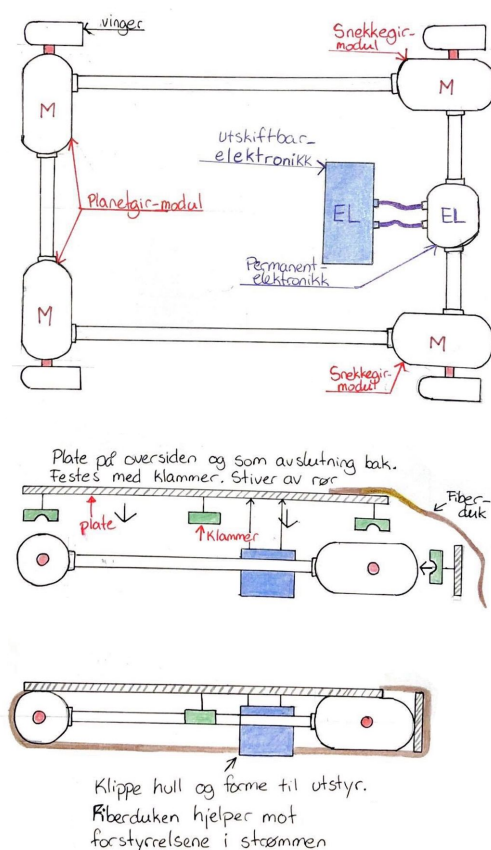 vinger
Snekkegir-
modul
M
M
utskiftbar-
elektronikk
EL
EL
Planetgir-modul
Permanent-
elektronikk
M
M
Snekkegir-
modul
Plate på oversiden og som avslutning bak.
Festes med klammer. Stiver av rør
Fiber-
duk
plate
Klammer
Klippe hull og forme til utstyr.
Fiberduken hjelper mot
forstyrrelsene i strømmen